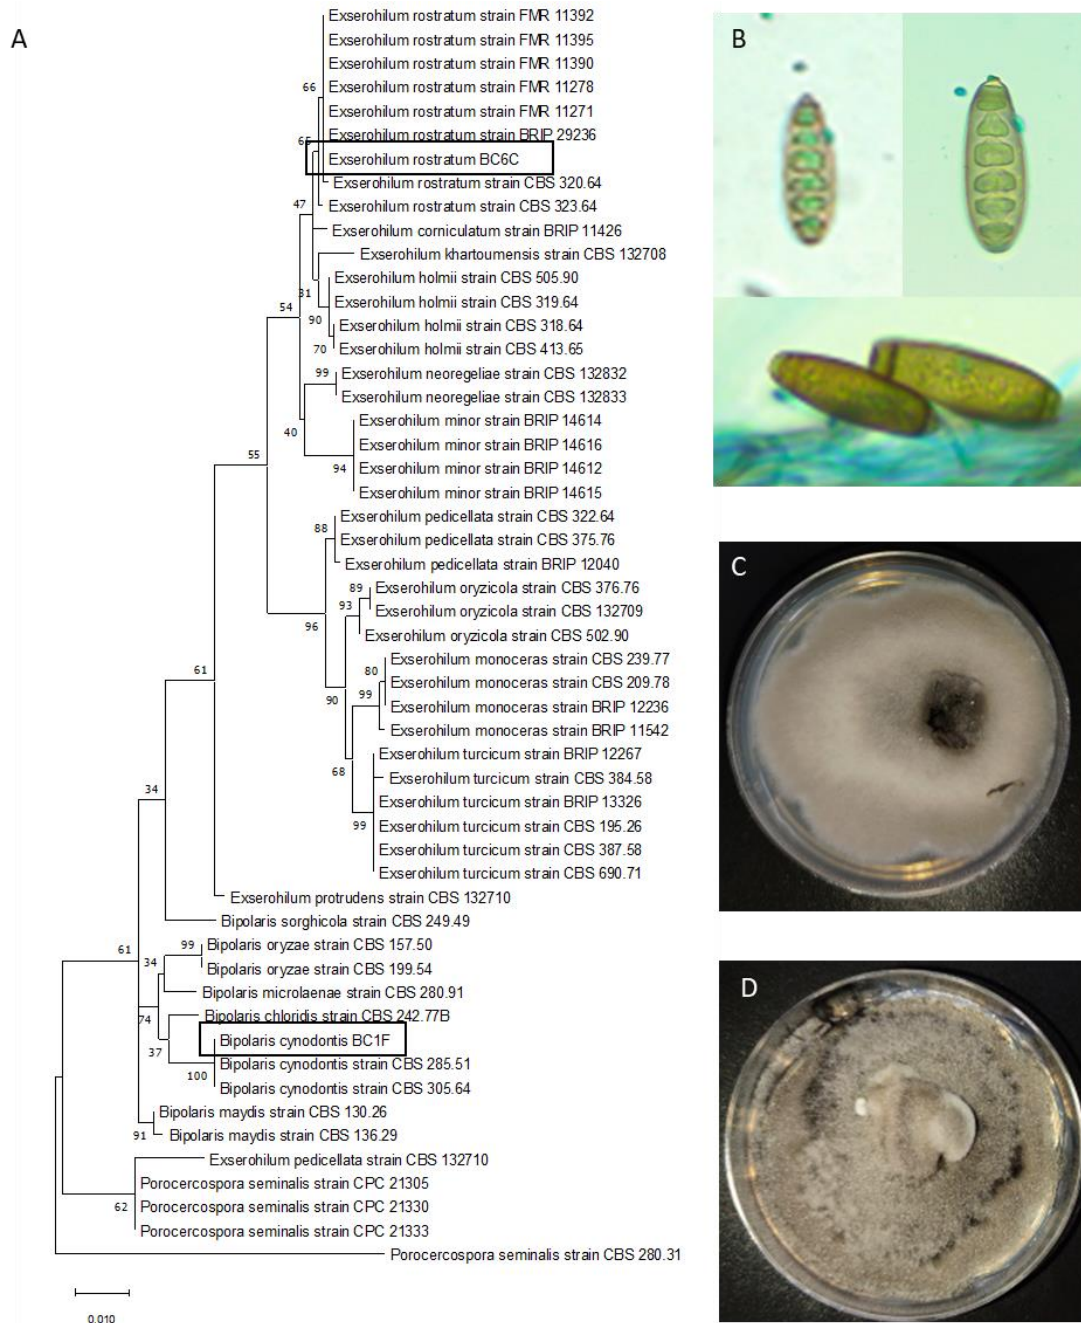 A
Exserohilum rostratum strain FMR 11392
Exserohilum rostratum strain FMR 11395
Exserohilum rostratum strain FMR 11390
Exserohilum rostratum strain FMR 11278
66
Exserohilum rostratum strain FMR 11271
Exserohilum rostratum strain BRIP 29236
Exserohilum rostratum BC6C
Exserohilum rostratum strain CBS 320.64
47
Exserohilum rostratum strain CBS 323.64
Exserohilum corniculatum strain BRIP 11426
Exserohilum khartoumensis strain CBS 132708
Exserohilum holmii strain CBS 505.90
31
Exserohilum holmii strain CBS 319.64
54
90
Exserohilum holmii strain CBS 318.64
70
Exserohilum holmii strain CBS 413.65
99
Exserohilum neoregeliae strain CBS 132832
Exserohilum neoregeliae strain CBS 132833
Exserohilum minor strain BRIP 14614
40
Exserohilum minor strain BRIP 14616
55
94
Exserohilum minor strain BRIP 14612
Exserohilum minor strain BRIP 14615
Exserohilum pedicellata strain CBS 322.64
88
Exserohilum pedicellata strain CBS 375.76
Exserohilum pedicellata strain BRIP 12040
89
Exserohilum oryzicola strain CBS 376.76
93
Exserohilum oryzicola strain CBS 132709
96
Exserohilum oryzicola strain CBS 502.90
Exserohilum monoceras strain CBS 239.77
61
80
Exserohilum monoceras strain CBS 209.78
99
90
Exserohilum monoceras strain BRIP 12236
Exserohilum monoceras strain BRIP 11542
Exserohilum turcicum strain BRIP 12267
68
Exserohilum turcicum strain CBS 384.58
34
Exserohilum turcicum strain BRIP 13326
99
Exserohilum turcicum strain CBS 195.26
Exserohilum turcicum strain CBS 387.58
Exserohilum turcicum strain CBS 690.71
Exserohilum protrudens strain CBS 132710
Bipolaris sorghicola strain CBS 249.49
61
99
Bipolaris oryzae strain CBS 157.50
34
Bipolaris oryzae strain CBS 199.54
Bipolaris microlaenae strain CBS 280.91
74
Bipolaris chloridis strain CBS 242.77B
Bipolaris cynodontis BC1F
37
Bipolaris cynodontis strain CBS 285.51
100
Bipolaris cynodontis strain CBS 305.64
Bipolaris maydis strain CBS 130.26
91
Bipolaris maydis strain CBS 136.29
Exserohilum pedicellata strain CBS 132710
Porocercospora seminalis strain CPC 21305
62
Porocercospora seminalis strain CPC 21330
Porocercospora seminalis strain CPC 21333
Porocercospora seminalis strain CBS 280.31
0.010
B
C
D